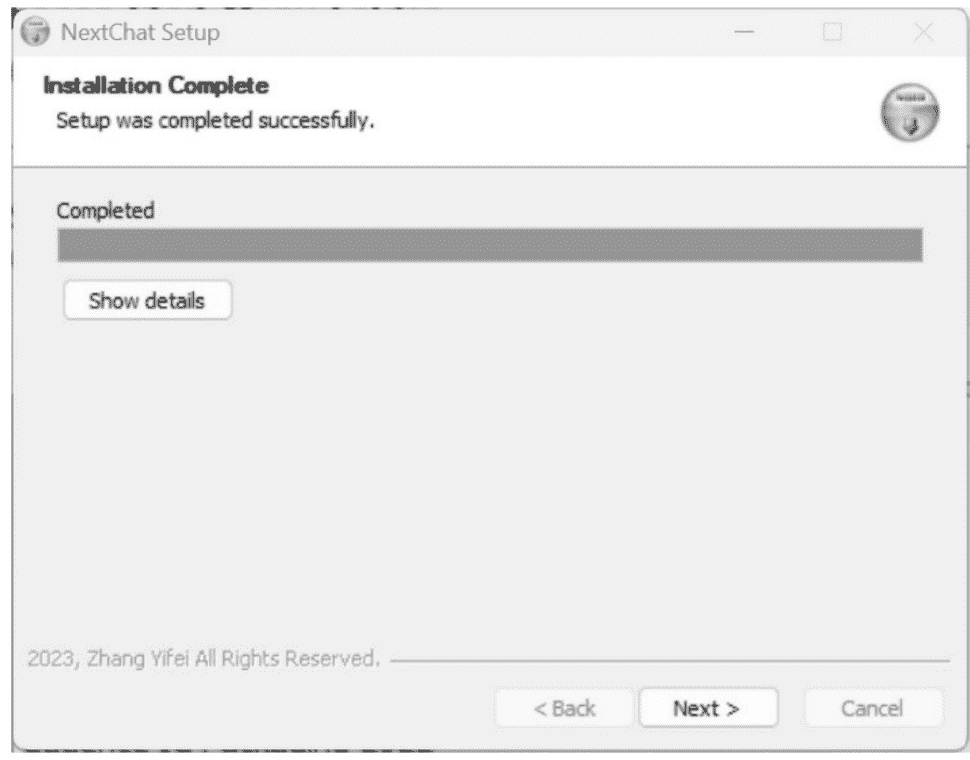 NextChat Setup
Installation Complete
Setup was completed successfully.
Completed
Show details
2023, Zhang Yifei All Rights Reserved.
< Back
Next >
Cancel